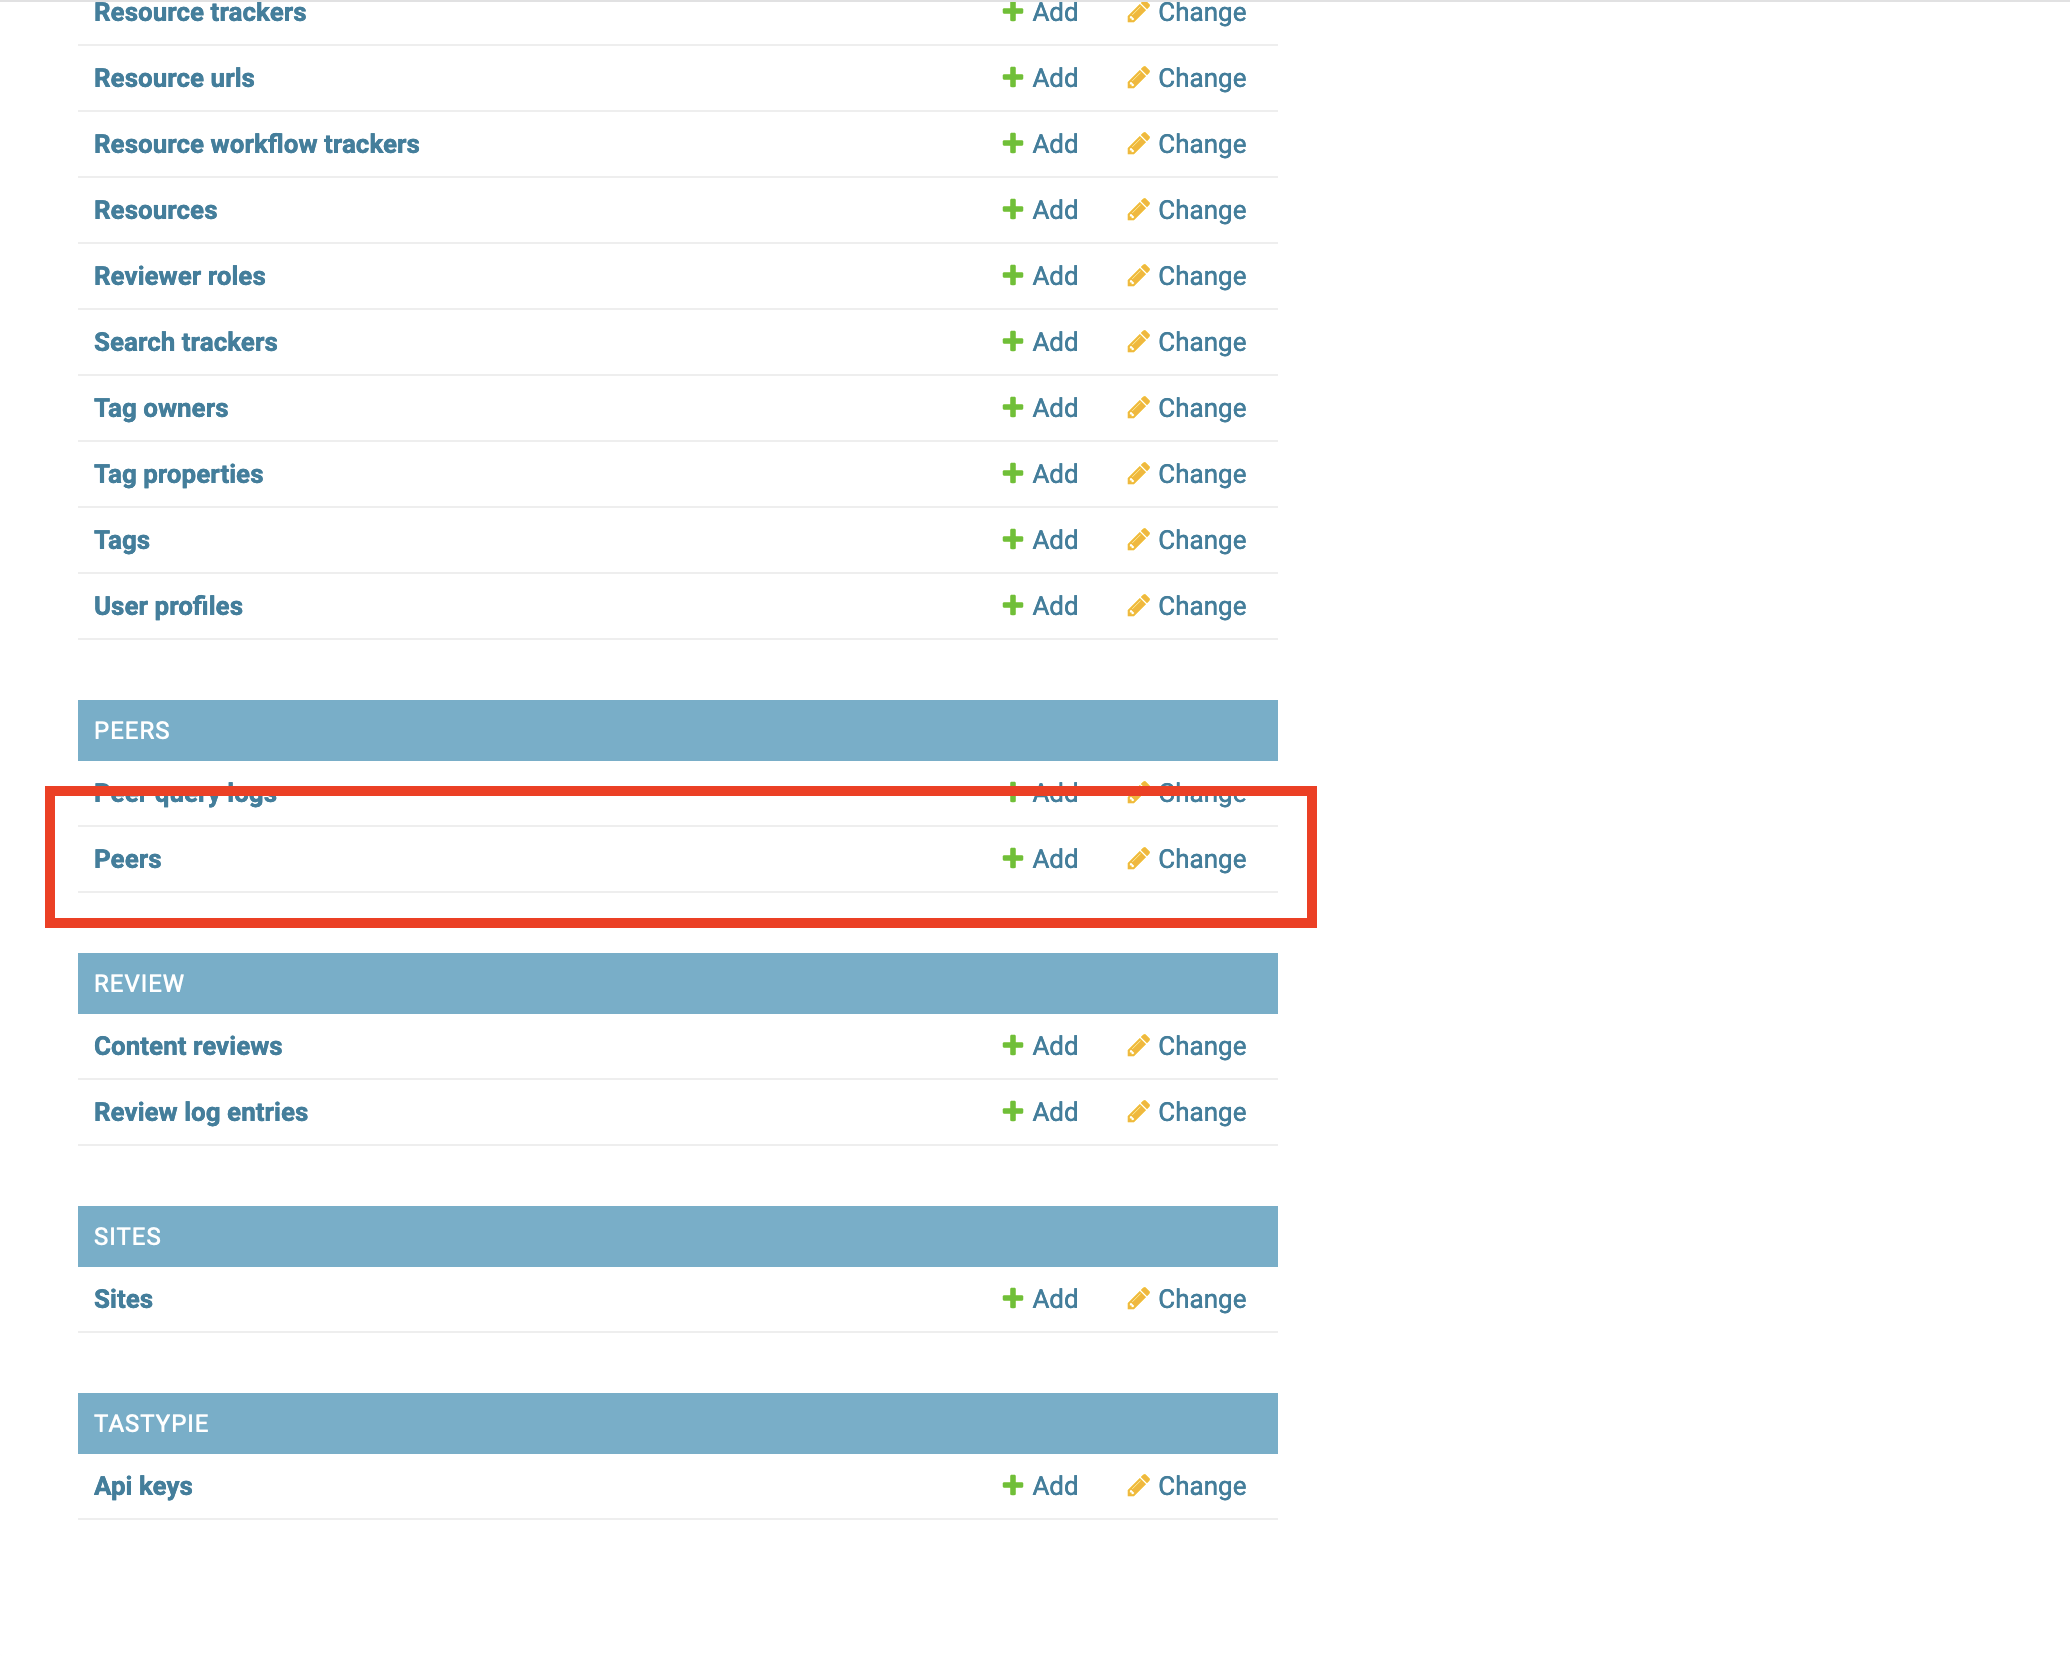 Resource trackers Add Change
Resource urls Add Change
Resource workflow trackers Add Change
Resources Add Change
Reviewer roles Add Change
Search trackers Add Change
Tag owners Add Change
Tag properties Add Change
Tags Add Change
User profiles Add Change
PEERS
Peer query logs Add Change
Peers Add Change
REVIEW
Content reviews Add Change
Review log entries Add Change
SITES
Sites Add Change
TASTYPIE
Api keys Add Change